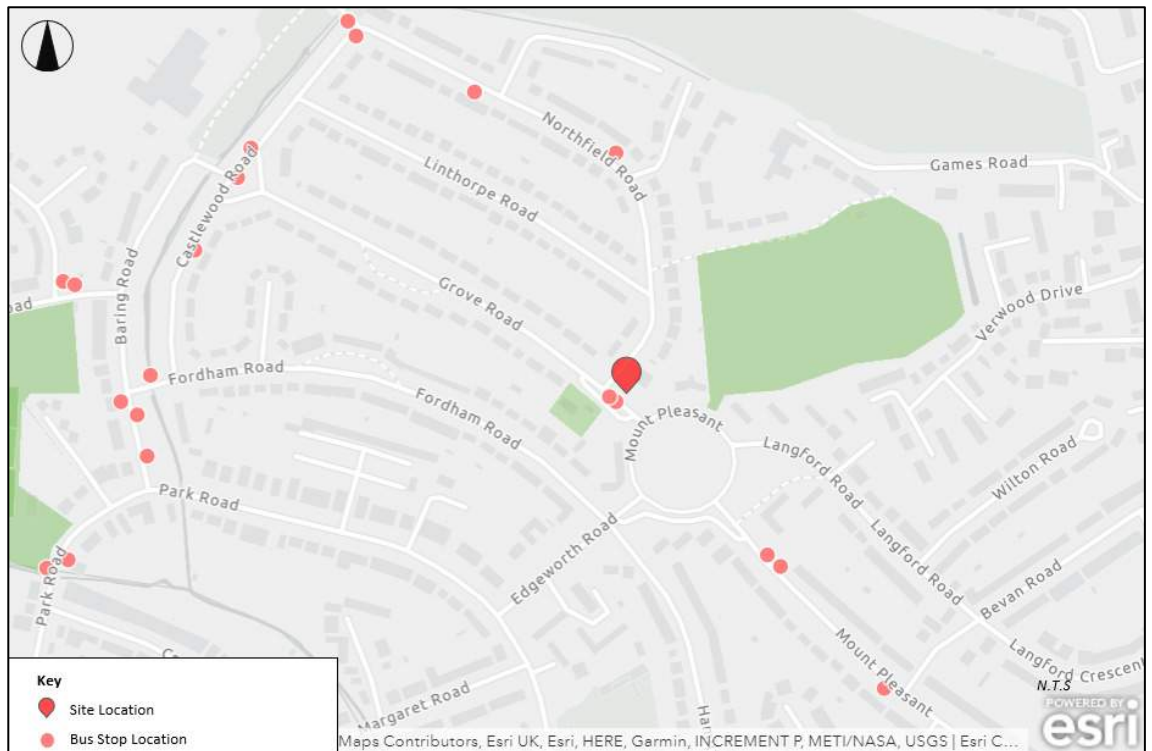 Northfield Road
Games Road
Linthorpe Road
Castlewood Road
Baring Road
Grove Road
Verwood Drive
Fordham Road
Fordham Road
Mount Pleasant
Langford Road
Wilton Road
Park Road
Langford Road
Edgeworth Road
Bevan Road
Park Road
Mount Pleasant
Langford Crescent
Margaret Road
N.T.S
Key
Site Location
Bus Stop Location
POWERED BY
esri
Maps Contributors, Esri UK, Esri, HERE, Garmin, INCREMENT P, METI/NASA, USGS | Esri C...